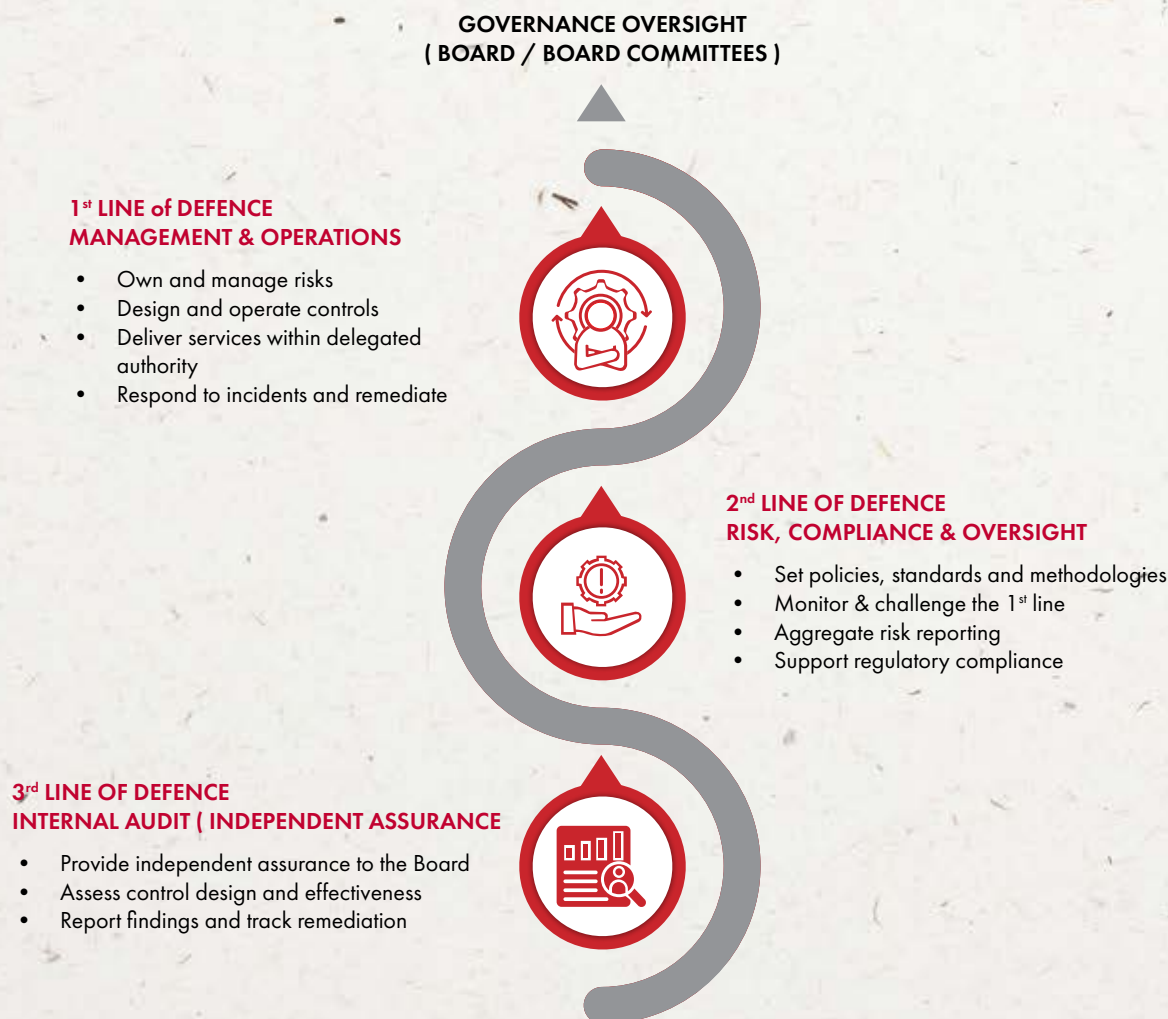 GOVERNANCE OVERSIGHT
( BOARD / BOARD COMMITTEES )
1st LINE of DEFENCE
MANAGEMENT & OPERATIONS
• Own and manage risks
• Design and operate controls
• Deliver services within delegated
authority
• Respond to incidents and remediate
2nd LINE OF DEFENCE
RISK, COMPLIANCE & OVERSIGHT
• Set policies, standards and methodologies
• Monitor & challenge the 1st line
• Aggregate risk reporting
• Support regulatory compliance
3rd LINE OF DEFENCE
INTERNAL AUDIT ( INDEPENDENT ASSURANCE
• Provide independent assurance to the Board
• Assess control design and effectiveness
• Report findings and track remediation